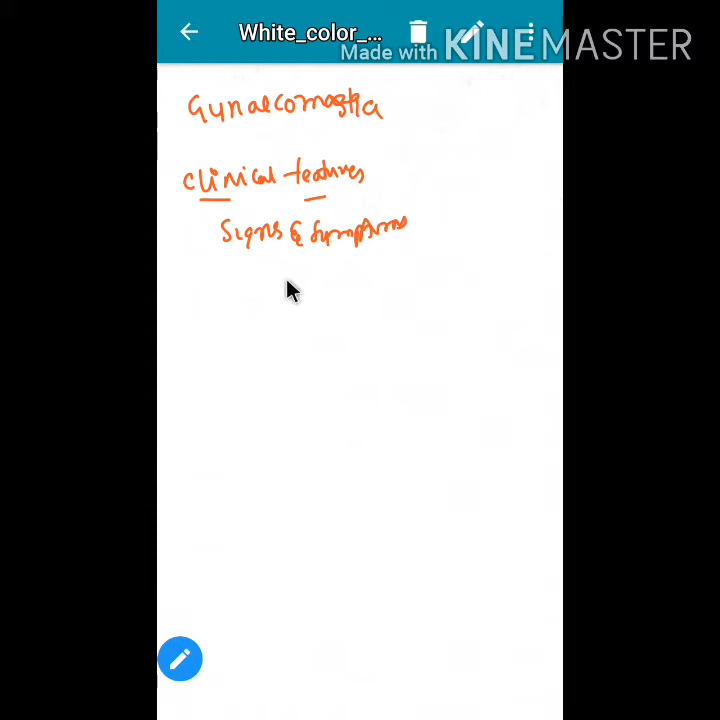 White_color_...
Made with KINEMASTER
Gynaecomastia
clinical features
Signs & Symptoms